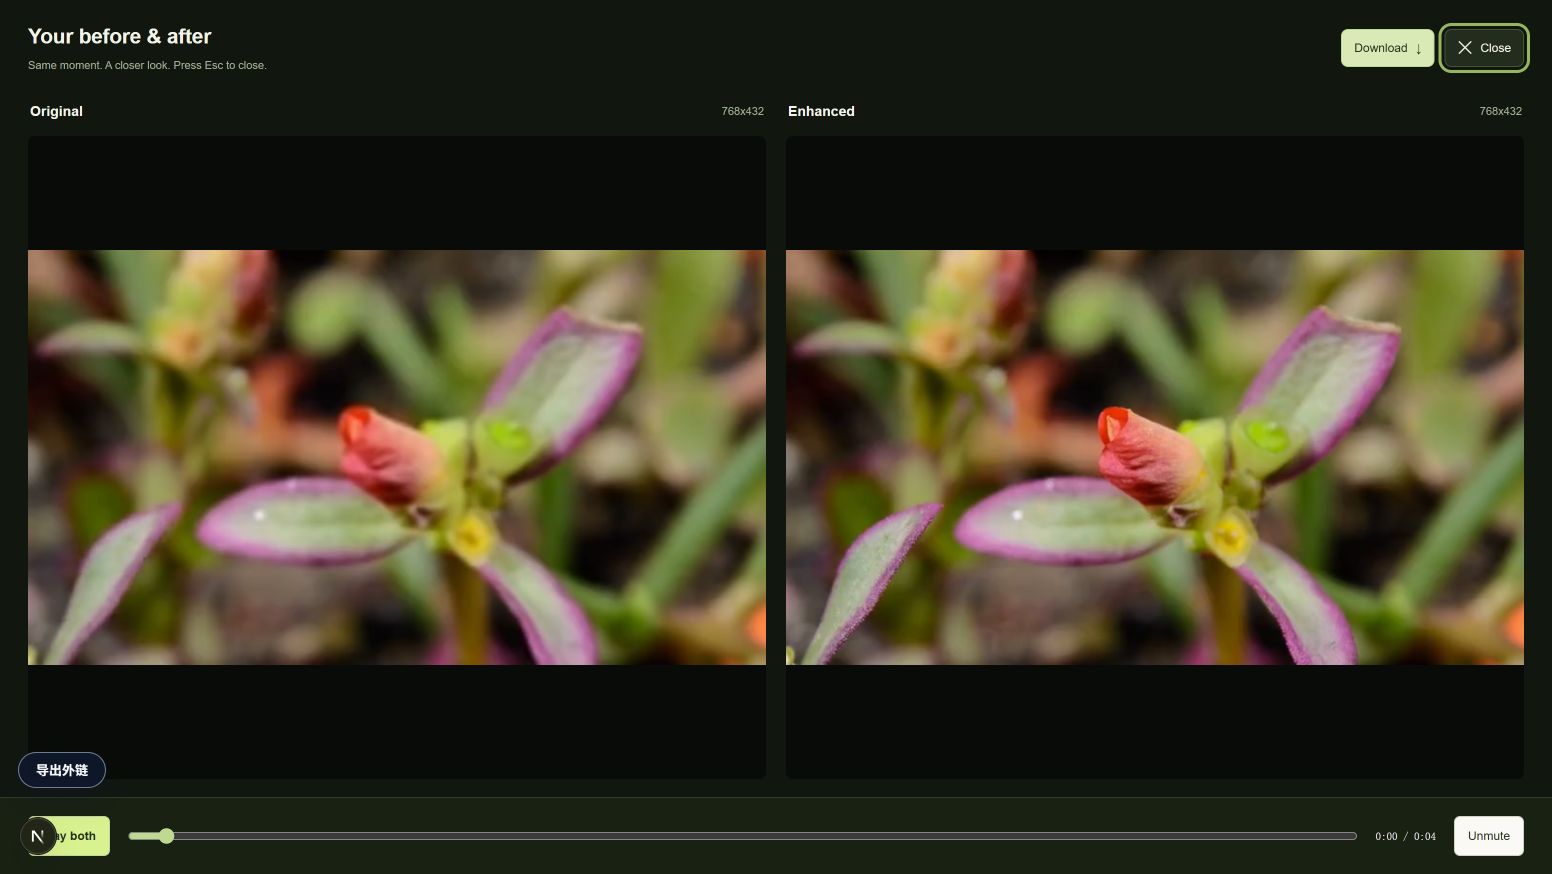 Your before & after
Same moment. A closer look. Press Esc to close.
Download ↓
Close
Original
768x432
Enhanced
768x432
导出外链
N
both
0:00 / 0:04
Unmute